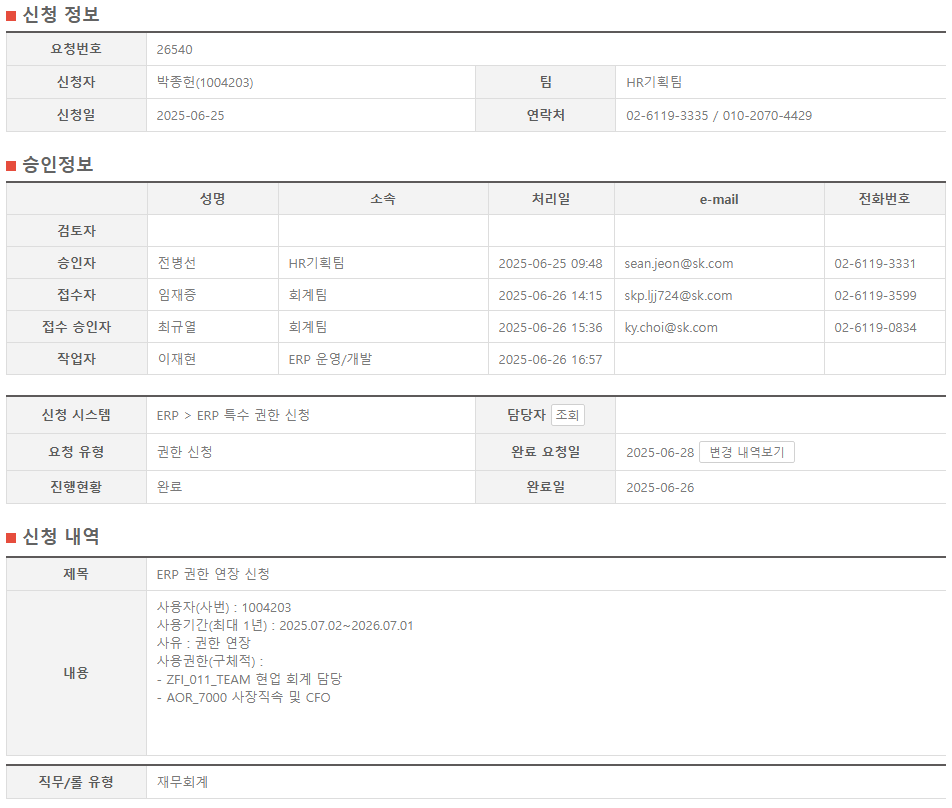 신청 정보
요청번호 26540
신청자 박종헌(1004203) 팀 HR기획팀
신청일 2025-06-25 연락처 02-6119-3335 / 010-2070-4429
승인정보
성명 소속 처리일 e-mail 전화번호
검토자
승인자 전병선 HR기획팀 2025-06-25 09:48 sean.jeon@sk.com 02-6119-3331
접수자 임재증 회계팀 2025-06-26 14:15 skp.ljj724@sk.com 02-6119-3599
접수 승인자 최규열 회계팀 2025-06-26 15:36 ky.choi@sk.com 02-6119-0834
작업자 이재현 ERP 운영/개발 2025-06-26 16:57
신청 시스템 ERP > ERP 특수 권한 신청 담당자 조회
요청 유형 권한 신청 완료 요청일 2025-06-28 변경 내역보기
진행현황 완료 완료일 2025-06-26
신청 내역
제목 ERP 권한 연장 신청
내용
사용자(사번) : 1004203
사용기간(최대 1년) : 2025.07.02~2026.07.01
사유 : 권한 연장
사용권한(구체적) :
- ZFI_011_TEAM 현업 회계 담당
- AOR_7000 사장직속 및 CFO
직무/롤 유형 재무회계